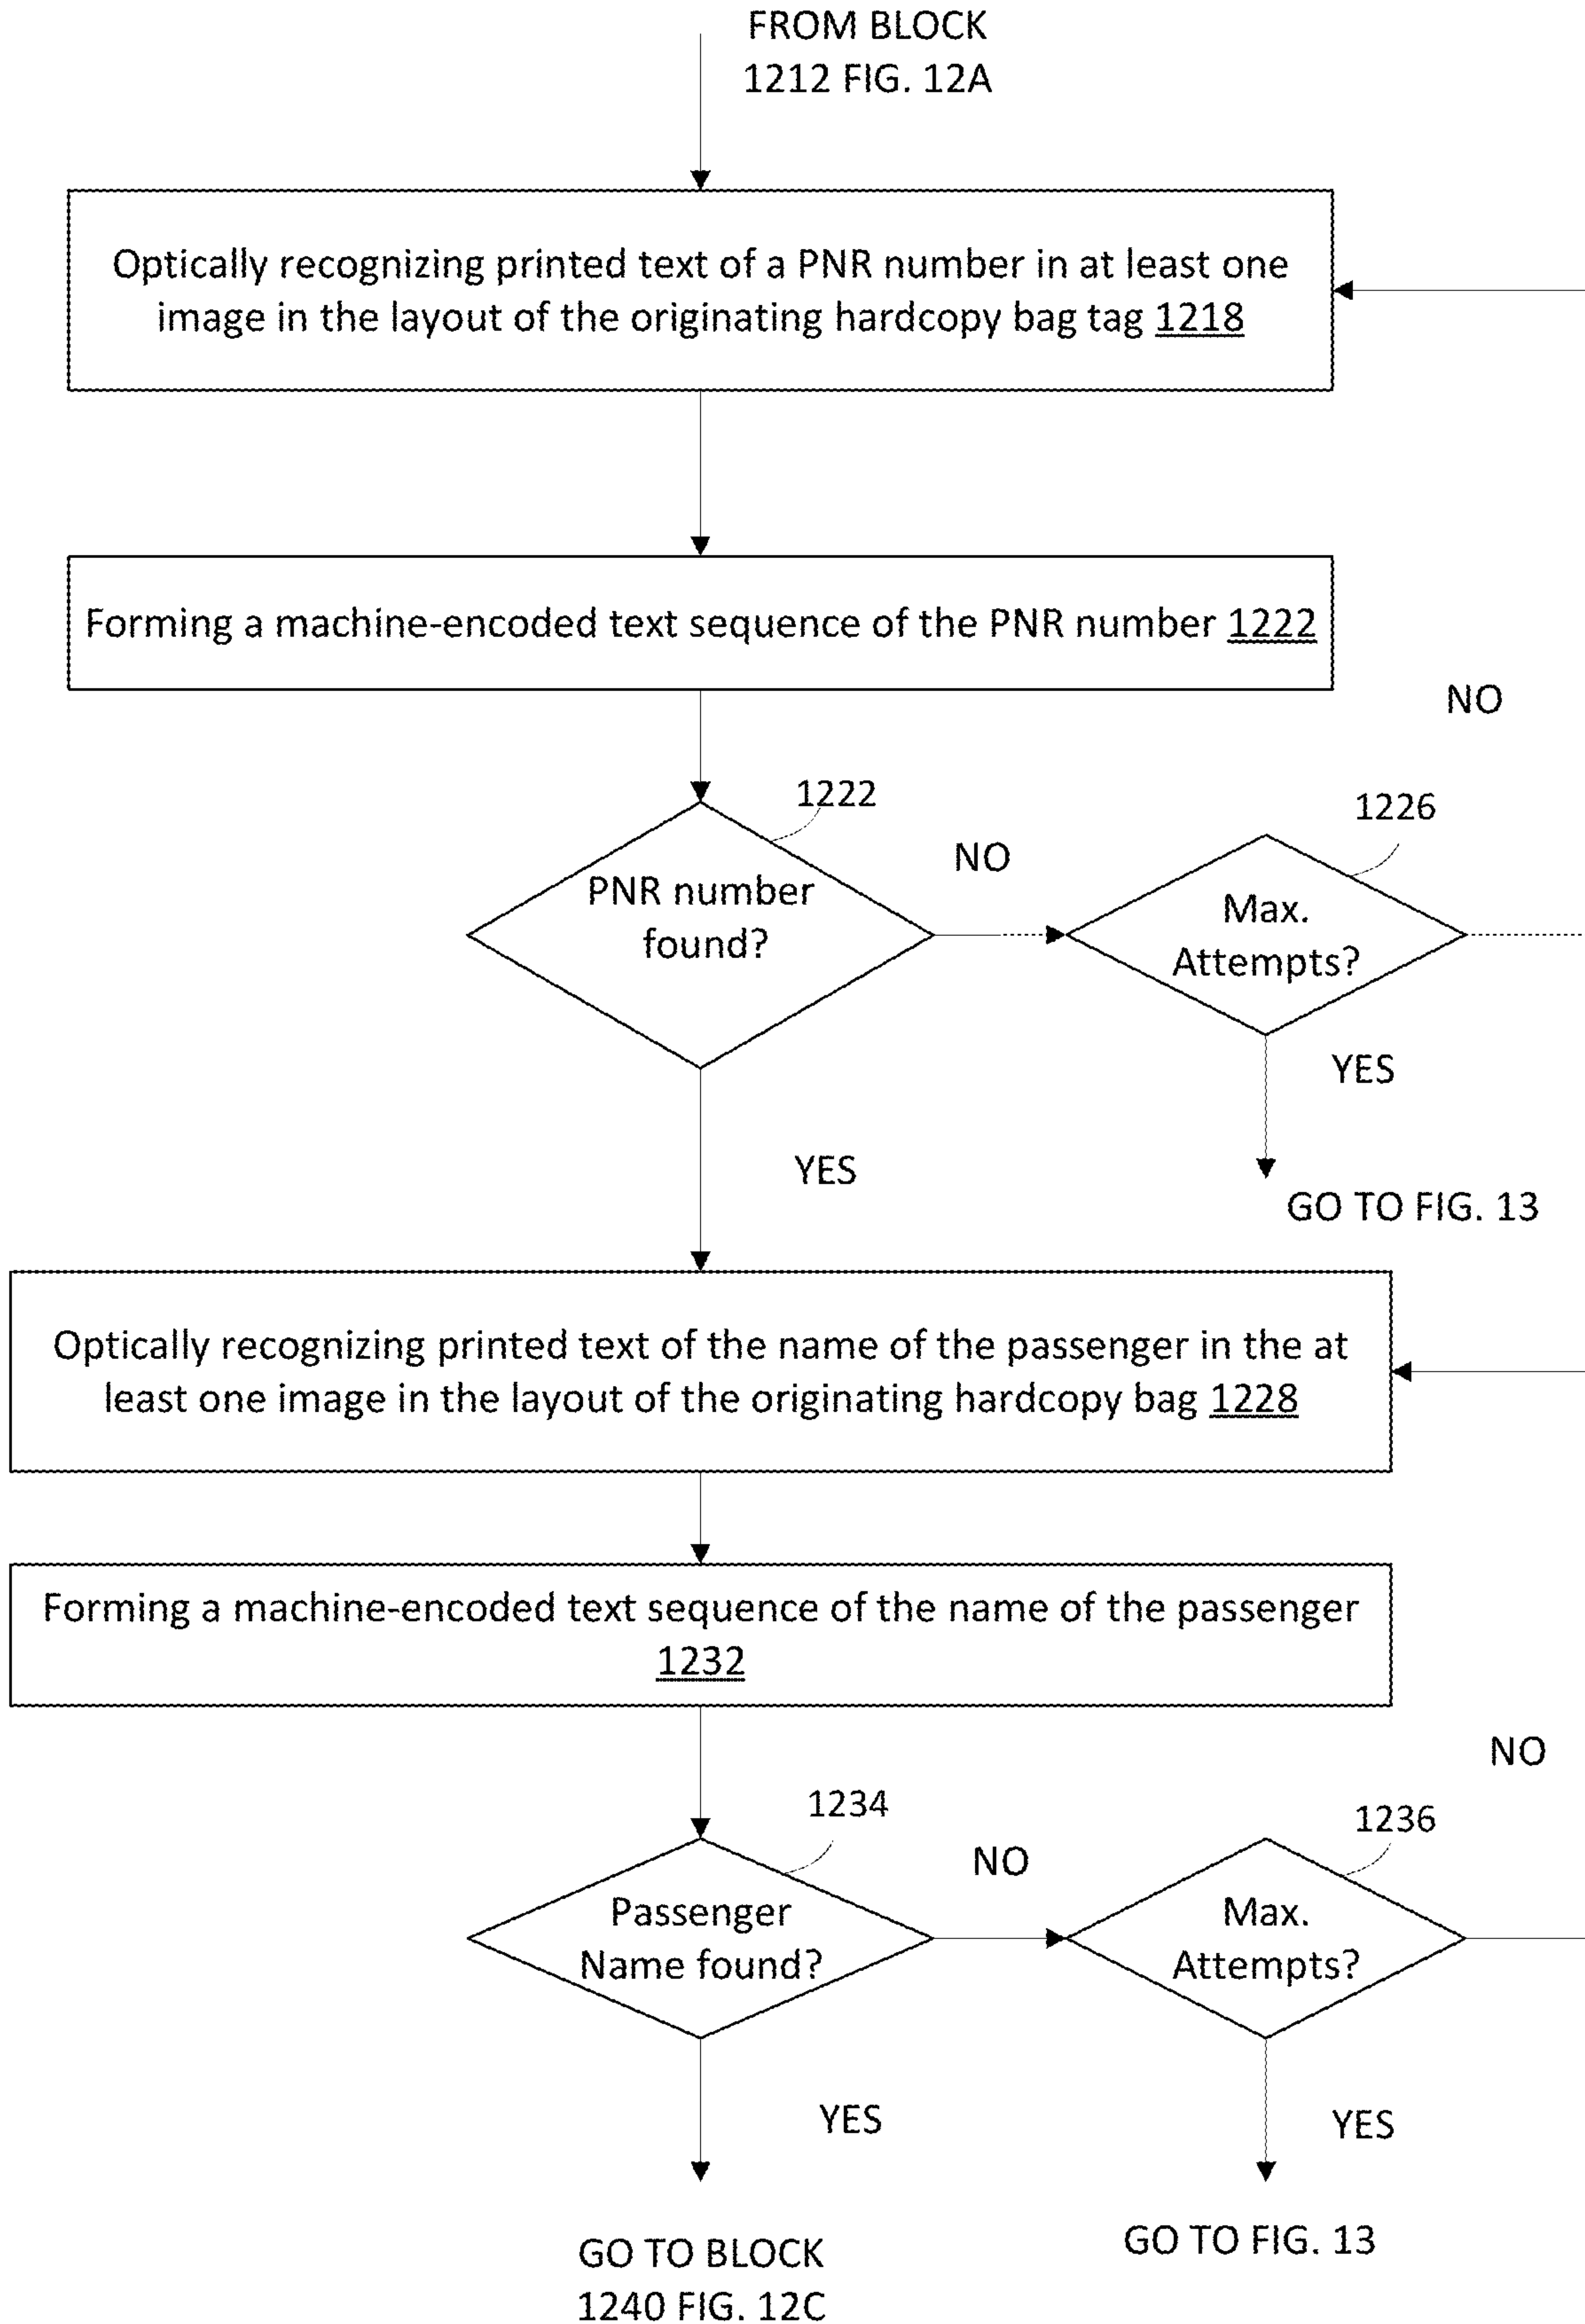 FROM BLOCK
1212 FIG. 12A
Optically recognizing printed text of a PNR number in at least one
image in the layout of the originating hardcopy bag tag 1218
Forming a machine-encoded text sequence of the PNR number 1222
NO
1222
1226
NO
PNR number
found?
Max.
Attempts?
YES
YES
GO TO FIG. 13
Optically recognizing printed text of the name of the passenger in the at
least one image in the layout of the originating hardcopy bag 1228
Forming a machine-encoded text sequence of the name of the passenger
1232
NO
1234
1236
NO
Passenger
Name found?
Max.
Attempts?
YES
YES
GO TO BLOCK
1240 FIG. 12C
GO TO FIG. 13